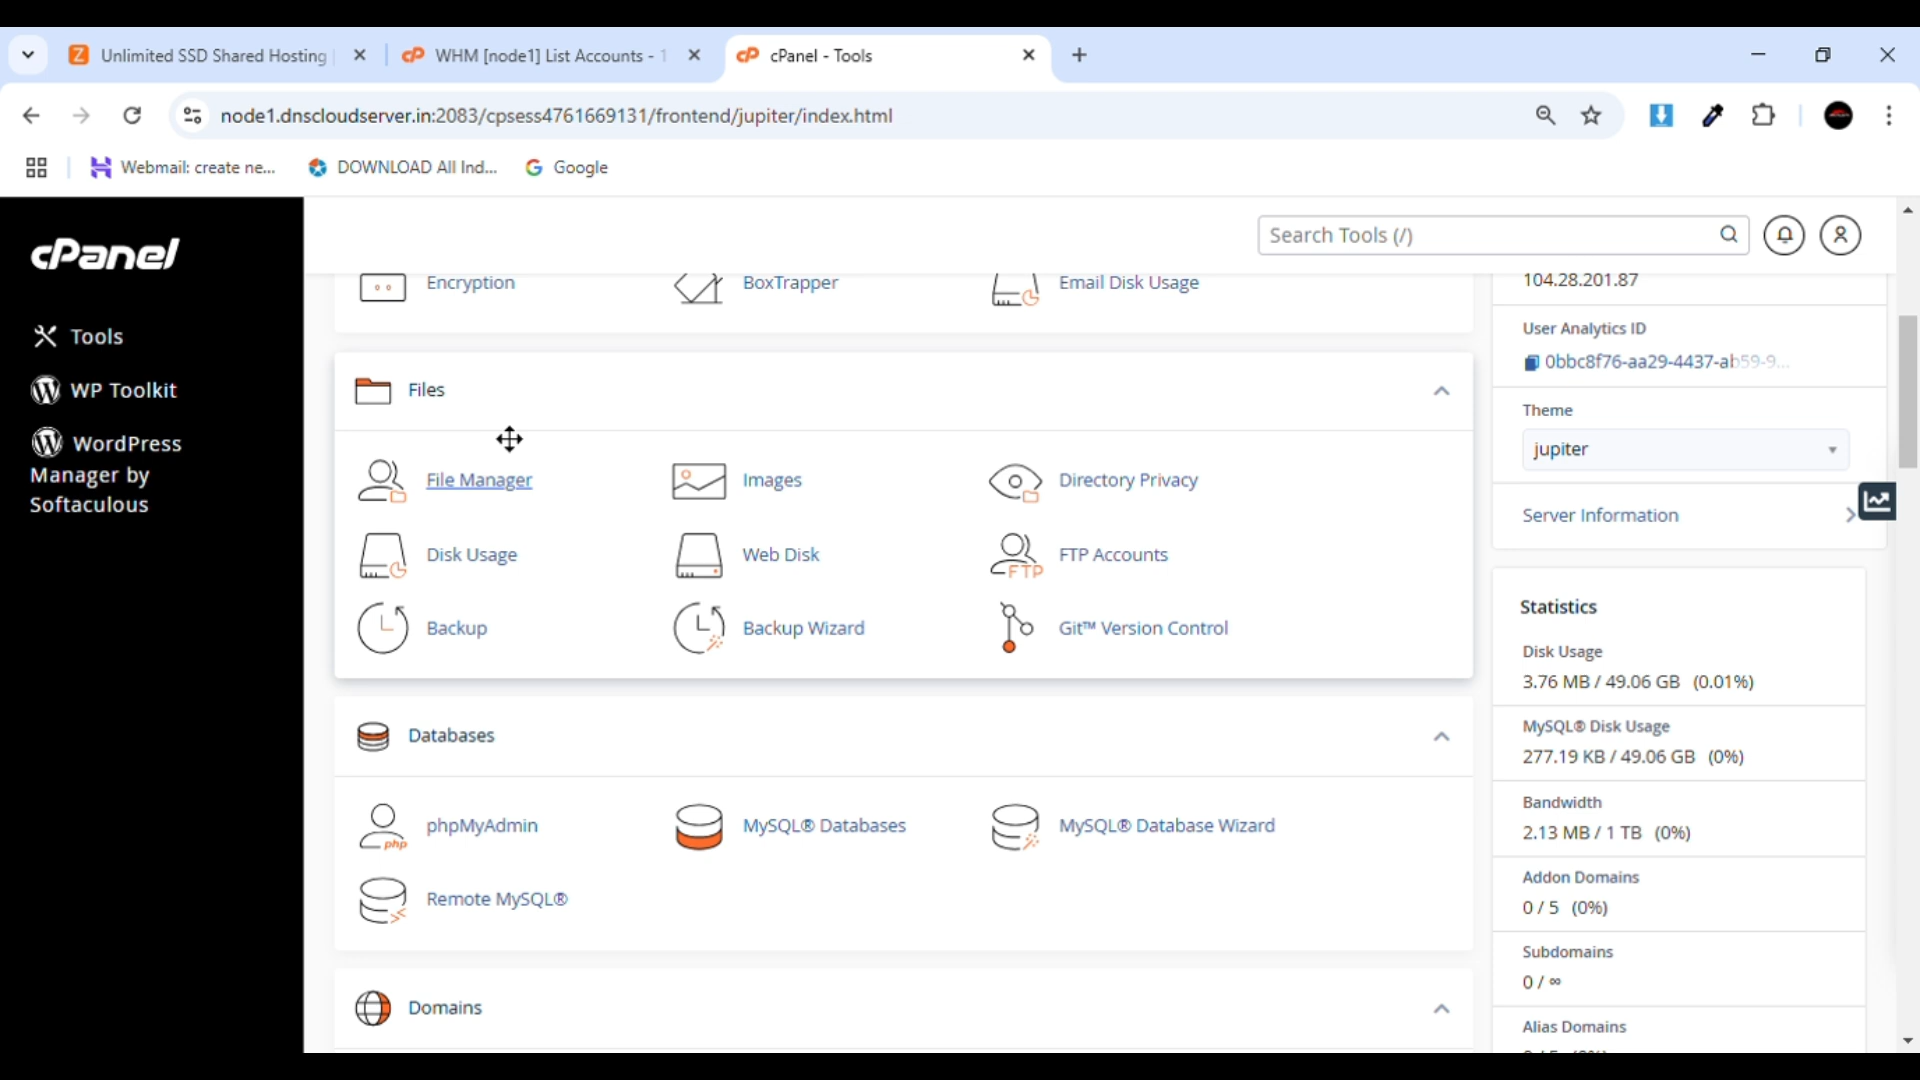 Unlimited SSD Shared Hosting
WHM [node1] List Accounts - 1
cPanel - Tools
node1.dnscloudserver.in:2083/cpsess4761669131/frontend/jupiter/index.html
Webmail: create ne...
DOWNLOAD All Ind...
Google
cPanel
Tools
WP Toolkit
WordPress
Manager by
Softaculous
Search Tools (/)
Encryption
BoxTrapper
Email Disk Usage
Files
File Manager
Images
Directory Privacy
Disk Usage
Web Disk
FTP
FTP Accounts
Backup
Backup Wizard
Git™ Version Control
Databases
php
phpMyAdmin
MySQL® Databases
MySQL® Database Wizard
Remote MySQL®
Domains
104.28.201.87
User Analytics ID
0bbc8f76-aa29-4437-ab59-9...
Theme
jupiter
Server Information
Statistics
Disk Usage
3.76 MB / 49.06 GB (0.01%)
MySQL® Disk Usage
277.19 KB / 49.06 GB (0%)
Bandwidth
2.13 MB / 1 TB (0%)
Addon Domains
0 / 5 (0%)
Subdomains
0 / ∞
Alias Domains